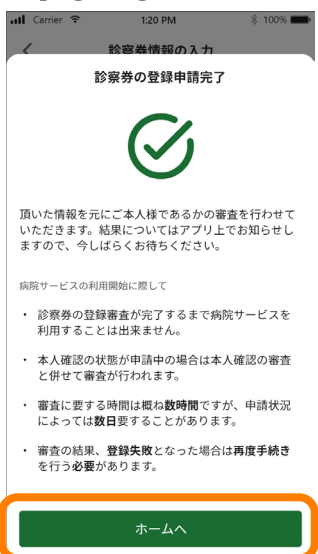 Carrier 1:20 PM 100%
診察券情報の入力
診察券の登録申請完了
頂いた情報を元にご本人様であるかの審査を行わせて
いただきます。結果についてはアプリ上でお知らせし
ますので、今しばらくお待ちください。
病院サービスの利用開始に際して
・ 診察券の登録審査が完了するまで病院サービスを
利用することは出来ません。
・ 本人確認の状態が申請中の場合は本人確認の審査
と併せて審査が行われます。
・ 審査に要する時間は概ね数時間ですが、申請状況
によっては数日要することがあります。
・ 審査の結果、登録失敗となった場合は再度手続き
を行う必要があります。
ホームへ